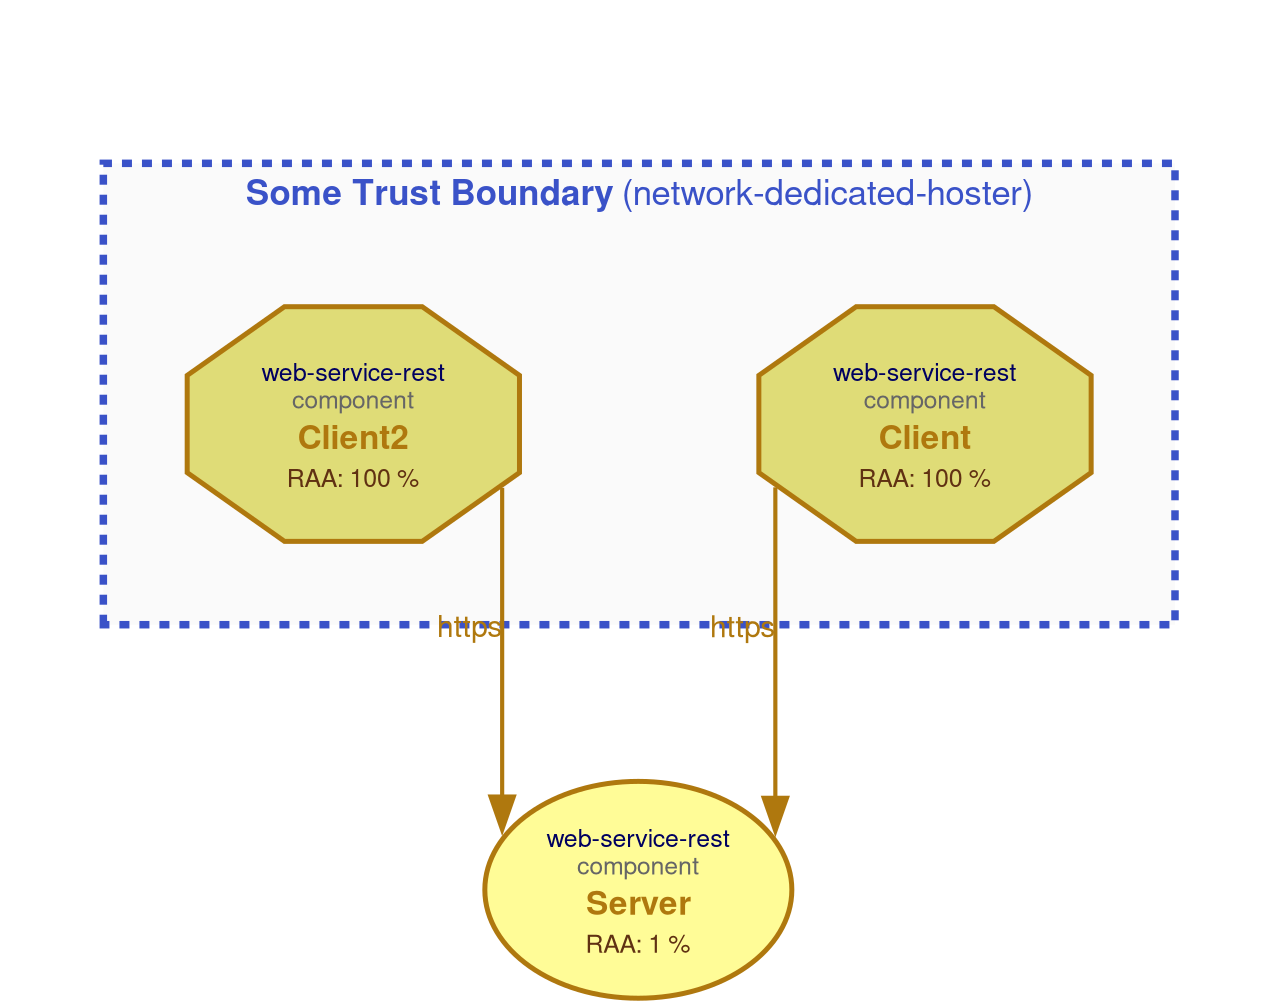 Some Trust Boundary (network-dedicated-hoster)
web-service-rest
component
Client2
RAA: 100 %
web-service-rest
component
Client
RAA: 100 %
https
https
web-service-rest
component
Server
RAA: 1 %